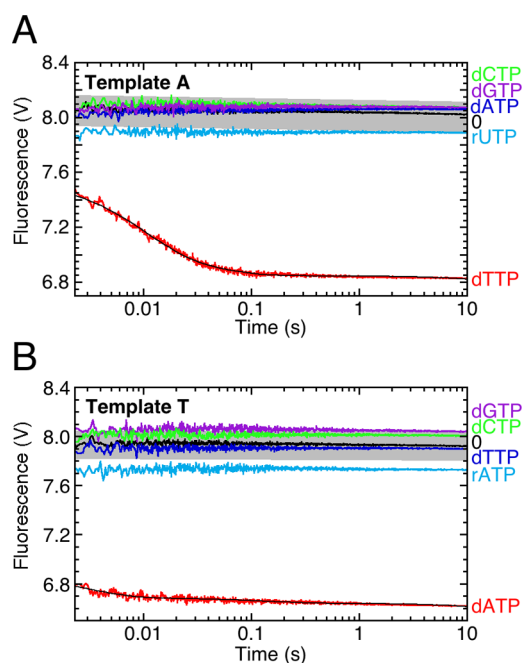 A
8.4
8.0
7.6
7.2
6.8
Fluorescence (V)
Template A
dCTP
dGTP
dATP
0
rUTP
dTTP
0.01
0.1
1
10
Time (s)
B
8.4
8.0
7.6
7.2
6.8
Fluorescence (V)
Template T
dGTP
dCTP
0
dTTP
rATP
dATP
0.01
0.1
1
10
Time (s)